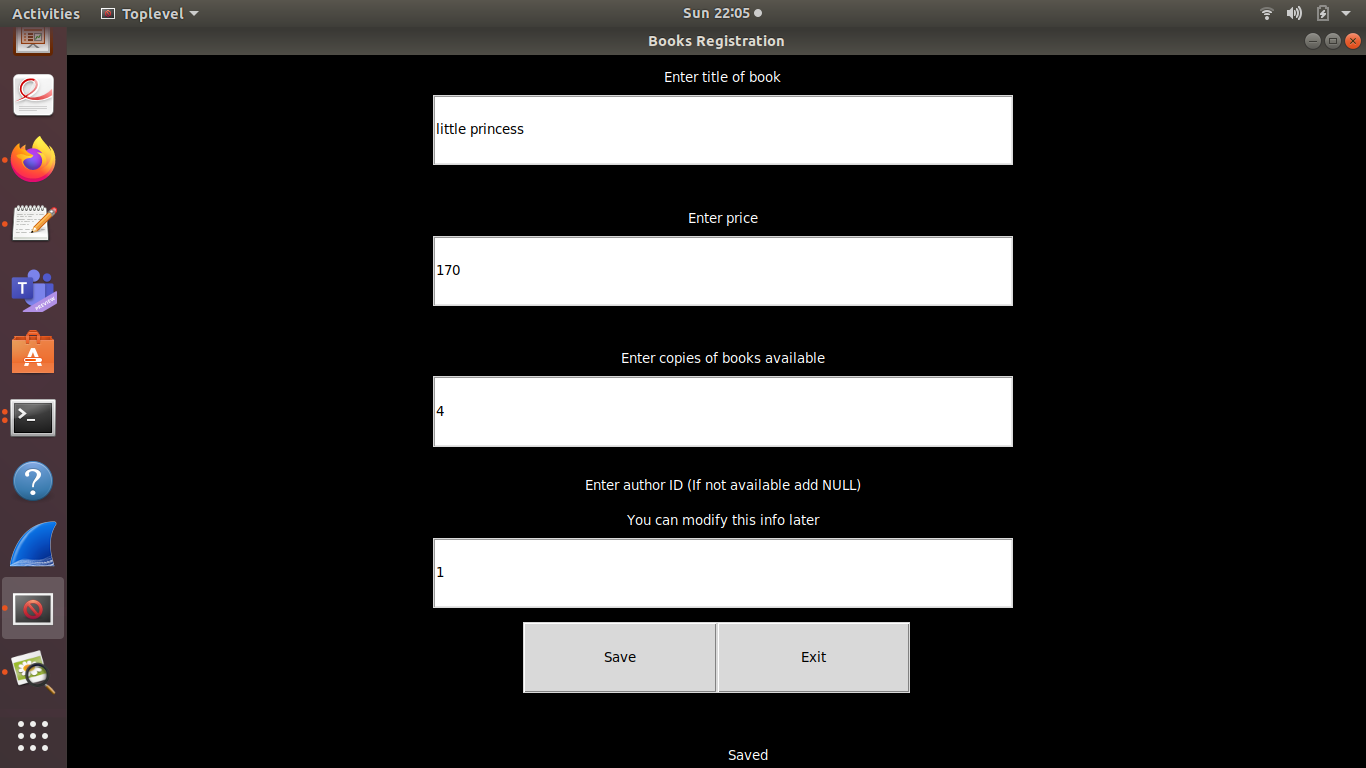 Activities Toplevel Sun 22:05
Books Registration
Enter title of book
little princess
Enter price
170
Enter copies of books available
4
Enter author ID (If not available add NULL)
You can modify this info later
1
Save Exit
Saved
T
PREVIEW
A
>_
?